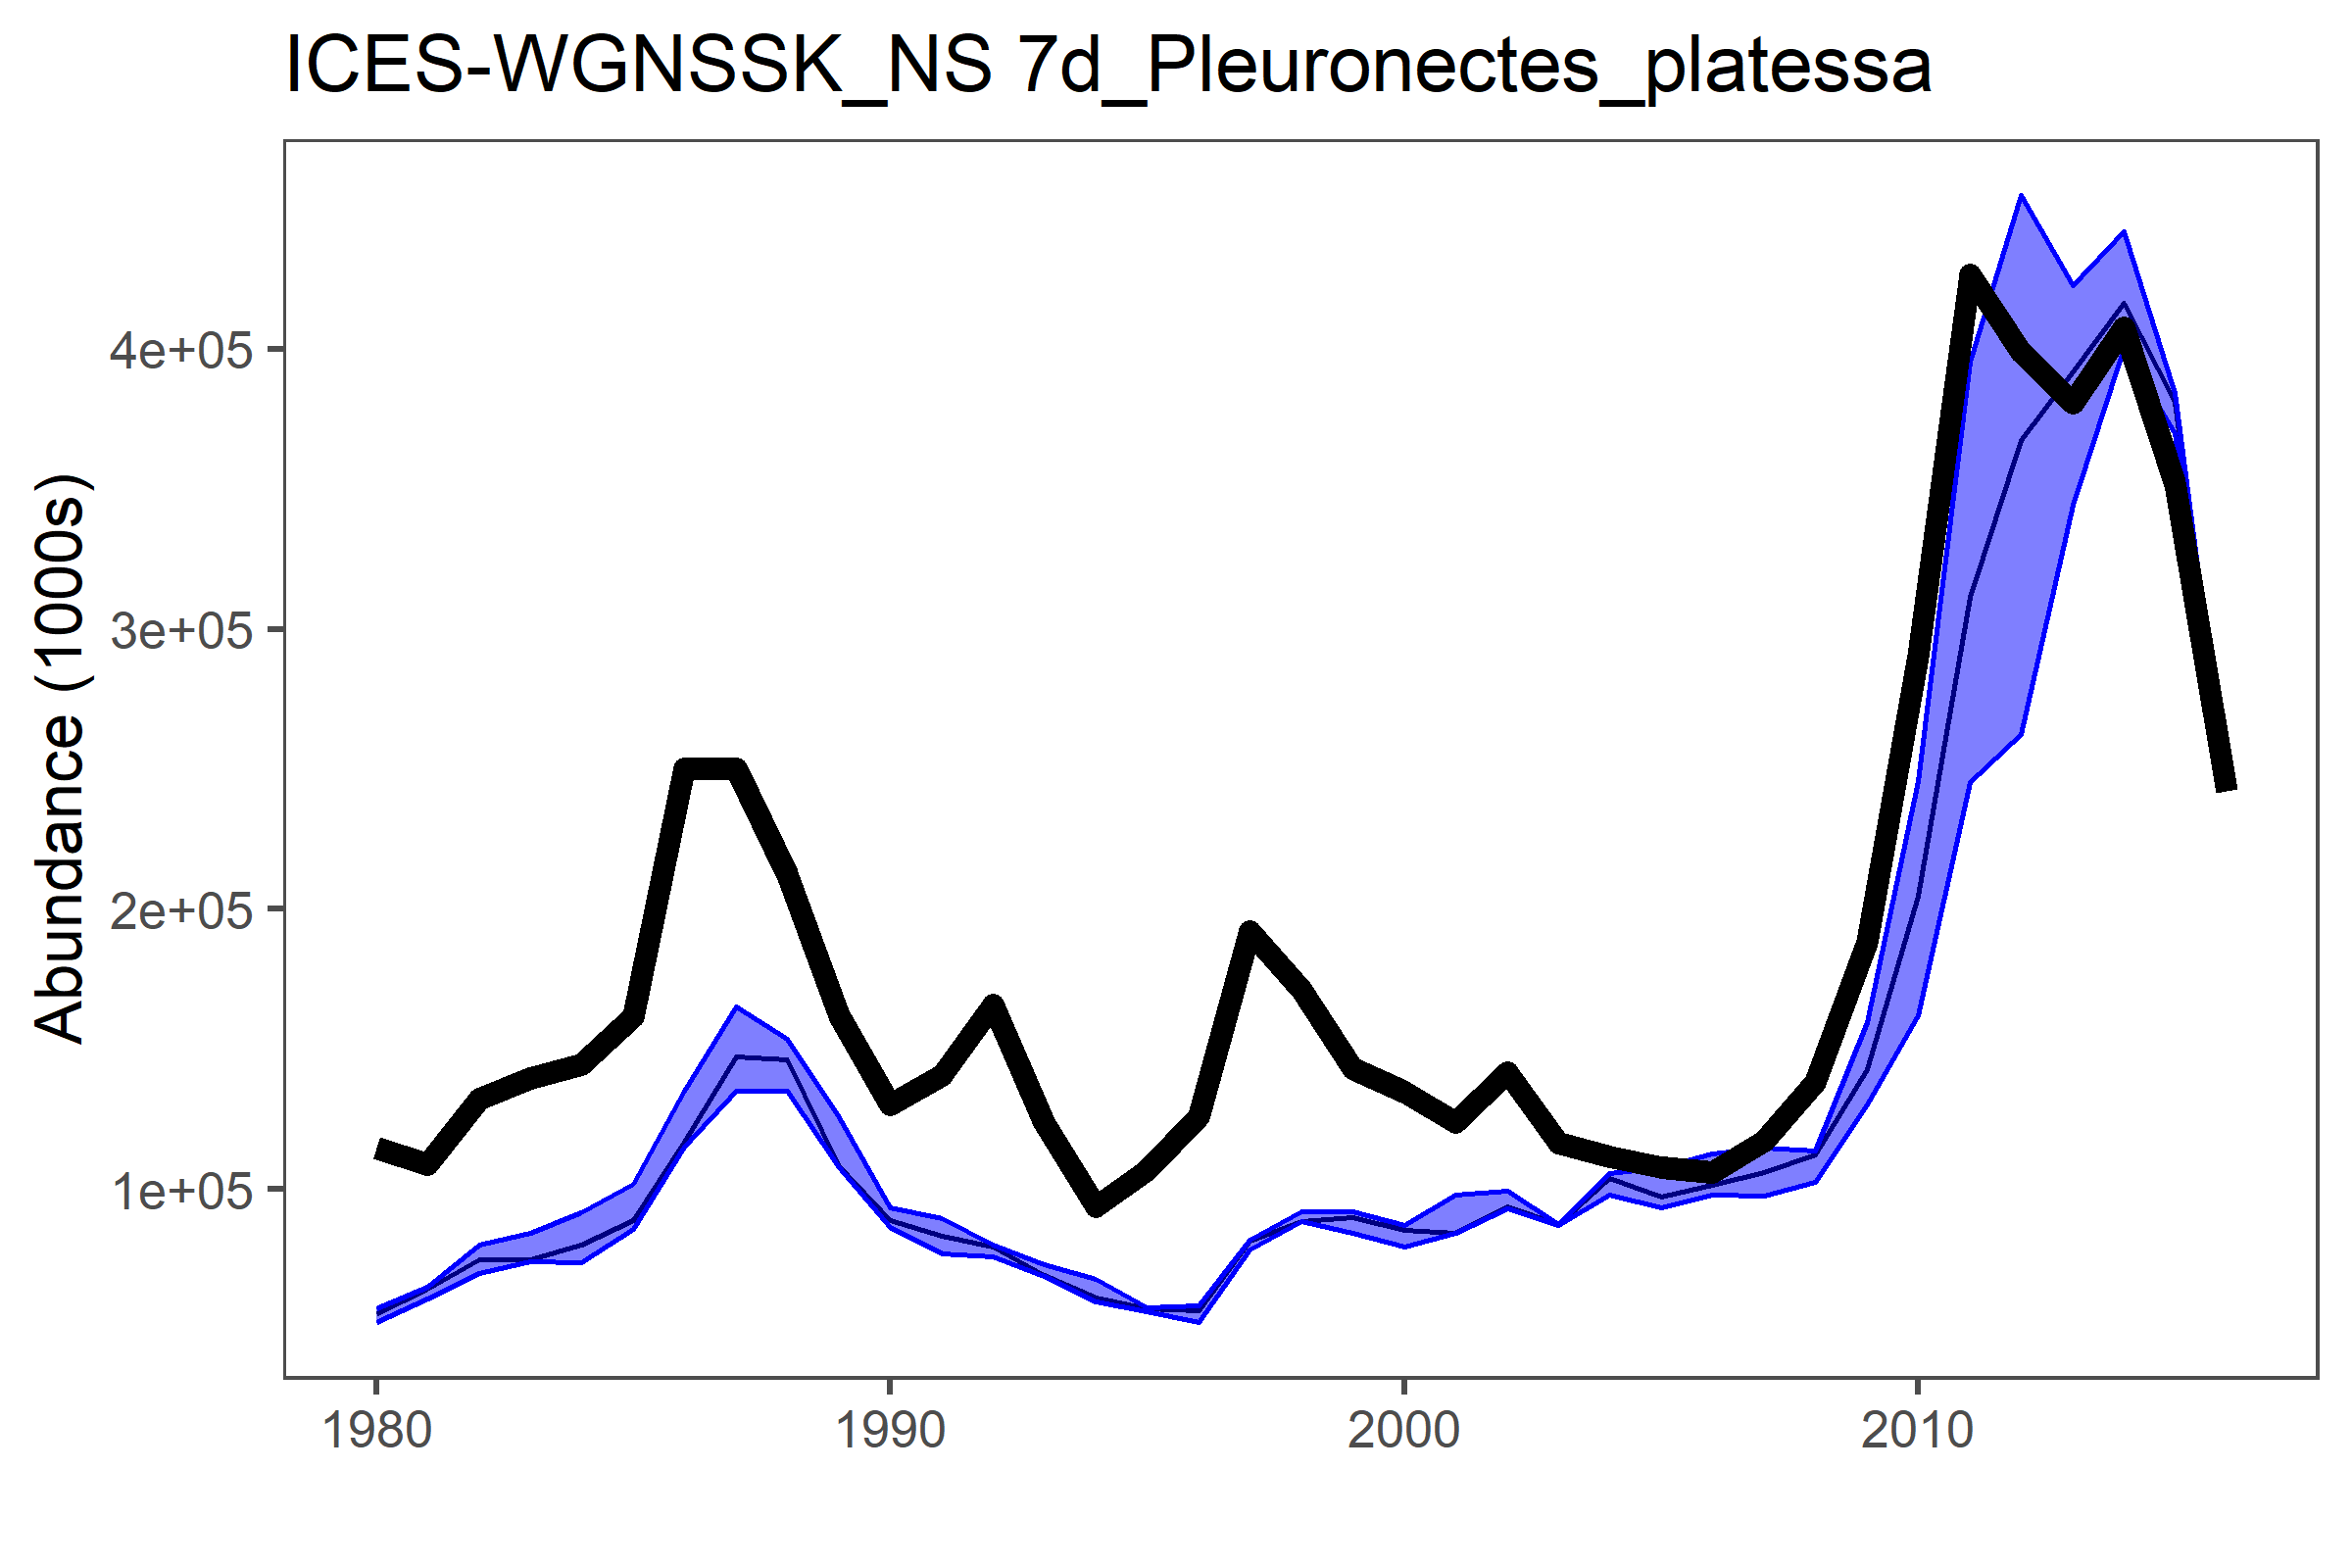 ICES-WGNSSK_NS 7d_Pleuronectes_platessa
Abundance (1000s)
4e+05
3e+05
2e+05
1e+05
1980
1990
2000
2010